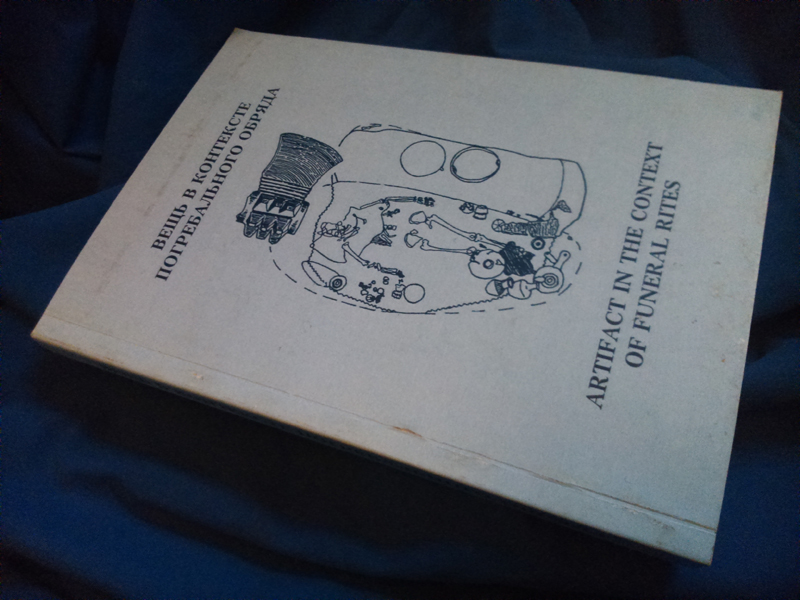 ВЕЩЬ В КОНТЕКСТЕ
ПОГРЕБАЛЬНОГО ОБРЯДА
ARTIFACT IN THE CONTEXT
OF FUNERAL RITES